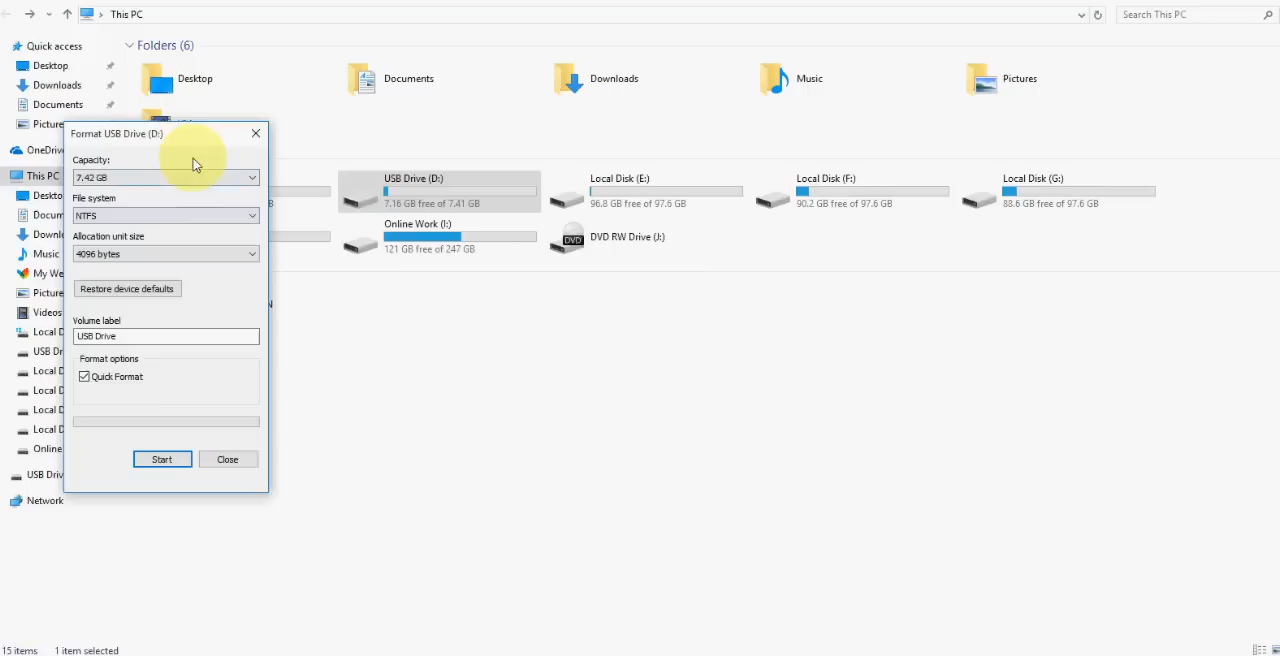 This PC
Search This PC
Quick access
Desktop
Downloads
Documents
Picture
OneDriv
This PC
Deskto
Docum
Downl
Music
My We
Picture
Videos
Local D
USB Dr
Local D
Local D
Local D
Local D
Online
USB Driv
Network
Folders (6)
Desktop
Documents
Downloads
Music
Pictures
USB Drive (D:)
7.16 GB free of 7.41 GB
Local Disk (E:)
96.8 GB free of 97.6 GB
Local Disk (F:)
90.2 GB free of 97.6 GB
Local Disk (G:)
88.6 GB free of 97.6 GB
Online Work (I:)
121 GB free of 247 GB
DVD RW Drive (J:)
DVD
Format USB Drive (D:)
Capacity:
7.42 GB
File system
NTFS
Allocation unit size
4096 bytes
Restore device defaults
Volume label
USB Drive
Format options
Quick Format
Start
Close
15 items
1 item selected